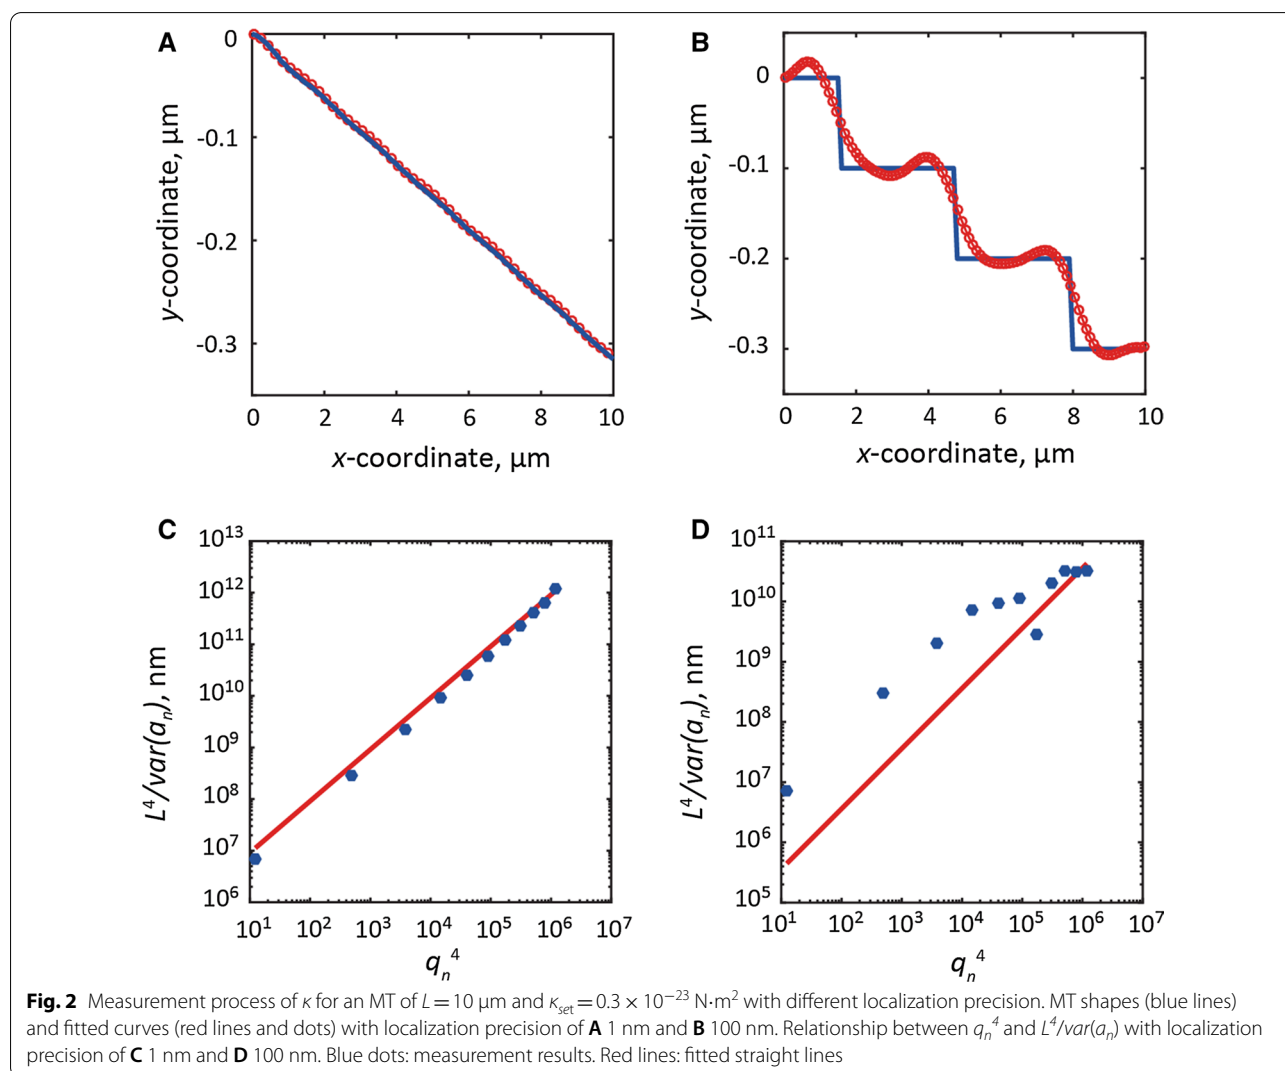 A
0
-0.1
-0.2
-0.3
y-coordinate, µm
0 2 4 6 8 10
x-coordinate, µm
B
0
-0.1
-0.2
-0.3
y-coordinate, µm
0 2 4 6 8 10
x-coordinate, µm
C
10¹³
10¹²
10¹¹
10¹⁰
10⁹
10⁸
10⁷
10⁶
L⁴/var(aₙ), nm
10¹ 10² 10³ 10⁴ 10⁵ 10⁶ 10⁷
qₙ⁴
D
10¹¹
10¹⁰
10⁹
10⁸
10⁷
10⁶
10⁵
L⁴/var(aₙ), nm
10¹ 10² 10³ 10⁴ 10⁵ 10⁶ 10⁷
qₙ⁴
Fig. 2 Measurement process of κ for an MT of L = 10 µm and κset = 0.3 × 10⁻²³ N·m² with different localization precision. MT shapes (blue lines)
and fitted curves (red lines and dots) with localization precision of A 1 nm and B 100 nm. Relationship between qₙ⁴ and L⁴/var(aₙ) with localization
precision of C 1 nm and D 100 nm. Blue dots: measurement results. Red lines: fitted straight lines